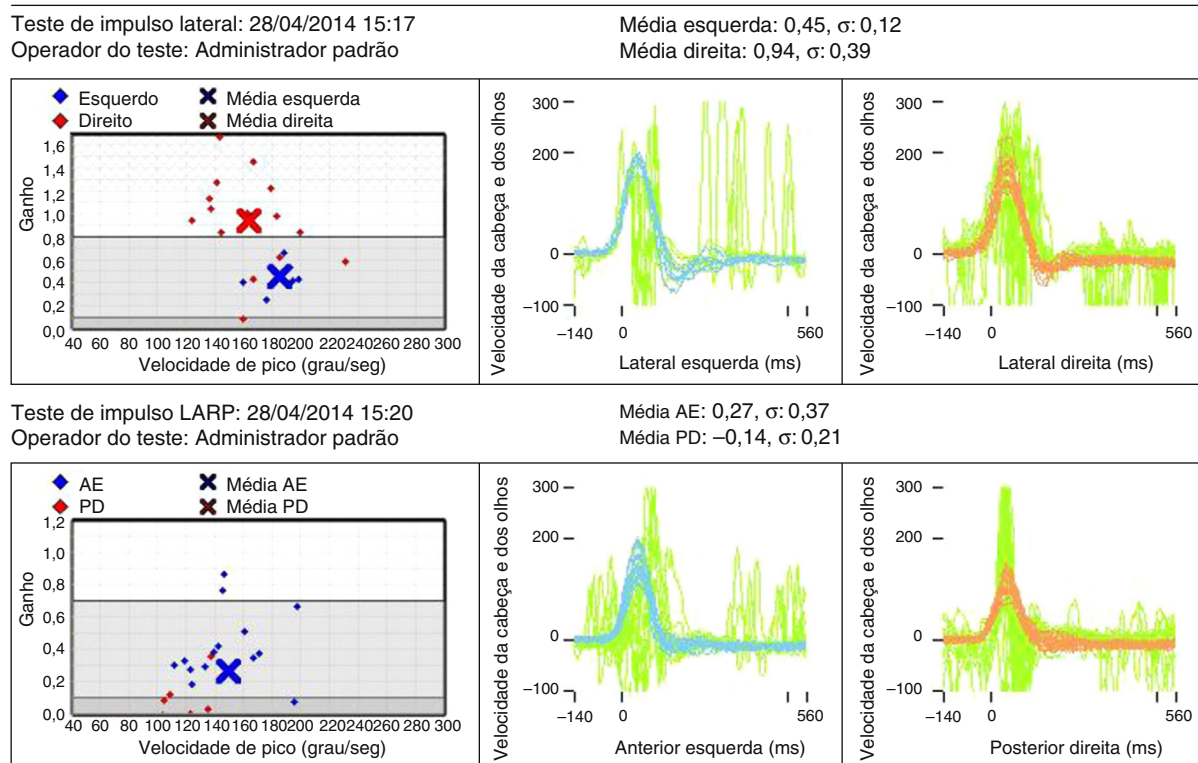 Teste de impulso lateral: 28/04/2014 15:17
Operador do teste: Administrador padrão
Média esquerda: 0,45, σ: 0,12
Média direita: 0,94, σ: 0,39
Esquerdo
Média esquerda
Direito
Média direita
Ganho
1,6
1,4
1,2
1,0
0,8
0,6
0,4
0,2
0,0
40 60 80 100 120 140 160 180 200 220 240 260 280 300
Velocidade de pico (grau/seg)
Velocidade da cabeça e dos olhos
300
200
100
0
−100
−140 0 560
Lateral esquerda (ms)
Velocidade da cabeça e dos olhos
300
200
100
0
−100
−140 0 560
Lateral direita (ms)
Teste de impulso LARP: 28/04/2014 15:20
Operador do teste: Administrador padrão
Média AE: 0,27, σ: 0,37
Média PD: −0,14, σ: 0,21
AE
Média AE
PD
Média PD
Ganho
1,2
1,0
0,8
0,6
0,4
0,2
0,0
40 60 80 100 120 140 160 180 200 220 240 260 280 300
Velocidade de pico (grau/seg)
Velocidade da cabeça e dos olhos
300
200
100
0
−100
−140 0 560
Anterior esquerda (ms)
Velocidade da cabeça e dos olhos
300
200
100
0
−100
−140 0 560
Posterior direita (ms)